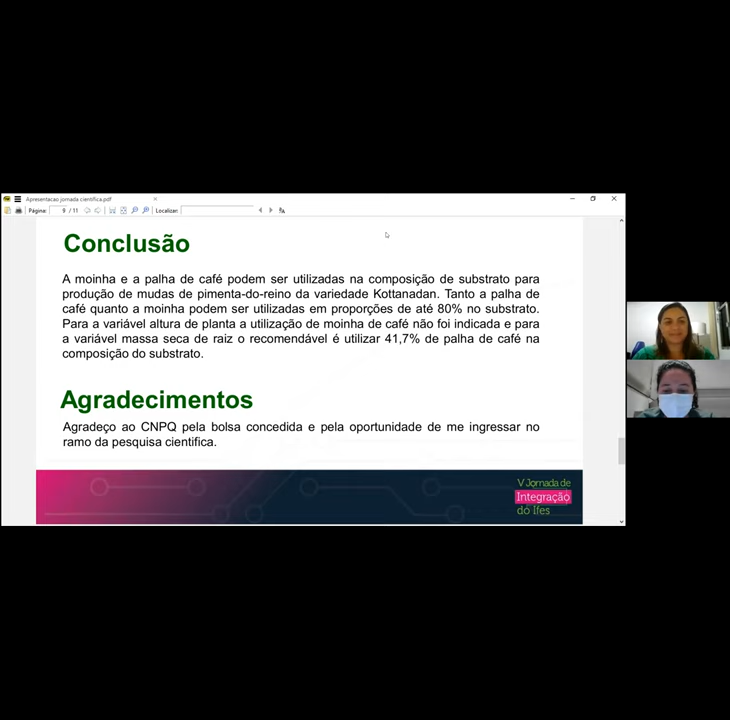 Apresentacao jornada cientifica.pdf
Página: 9 / 11 Localizar:
Conclusão
A moinha e a palha de café podem ser utilizadas na composição de substrato para
produção de mudas de pimenta-do-reino da variedade Kottanadan. Tanto a palha de
café quanto a moinha podem ser utilizadas em proporções de até 80% no substrato.
Para a variável altura de planta a utilização de moinha de café não foi indicada e para
a variável massa seca de raiz o recomendável é utilizar 41,7% de palha de café na
composição do substrato.
Agradecimentos
Agradeço ao CNPQ pela bolsa concedida e pela oportunidade de me ingressar no
ramo da pesquisa cientifica.
V Jornada de
Integração
do Ifes